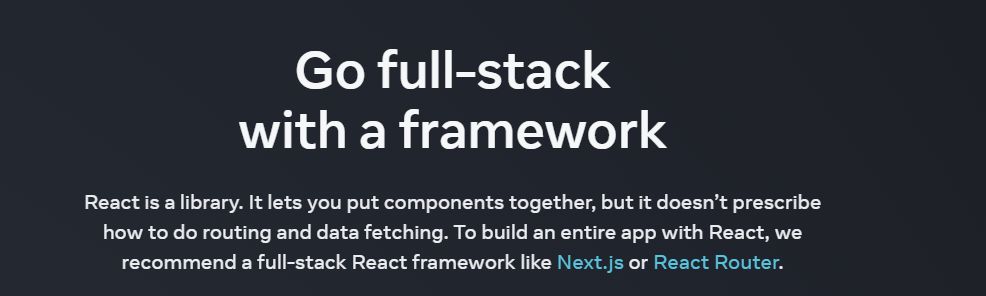 Go full-stack
with a framework
React is a library. It lets you put components together, but it doesn’t prescribe
how to do routing and data fetching. To build an entire app with React, we
recommend a full-stack React framework like Next.js or React Router.